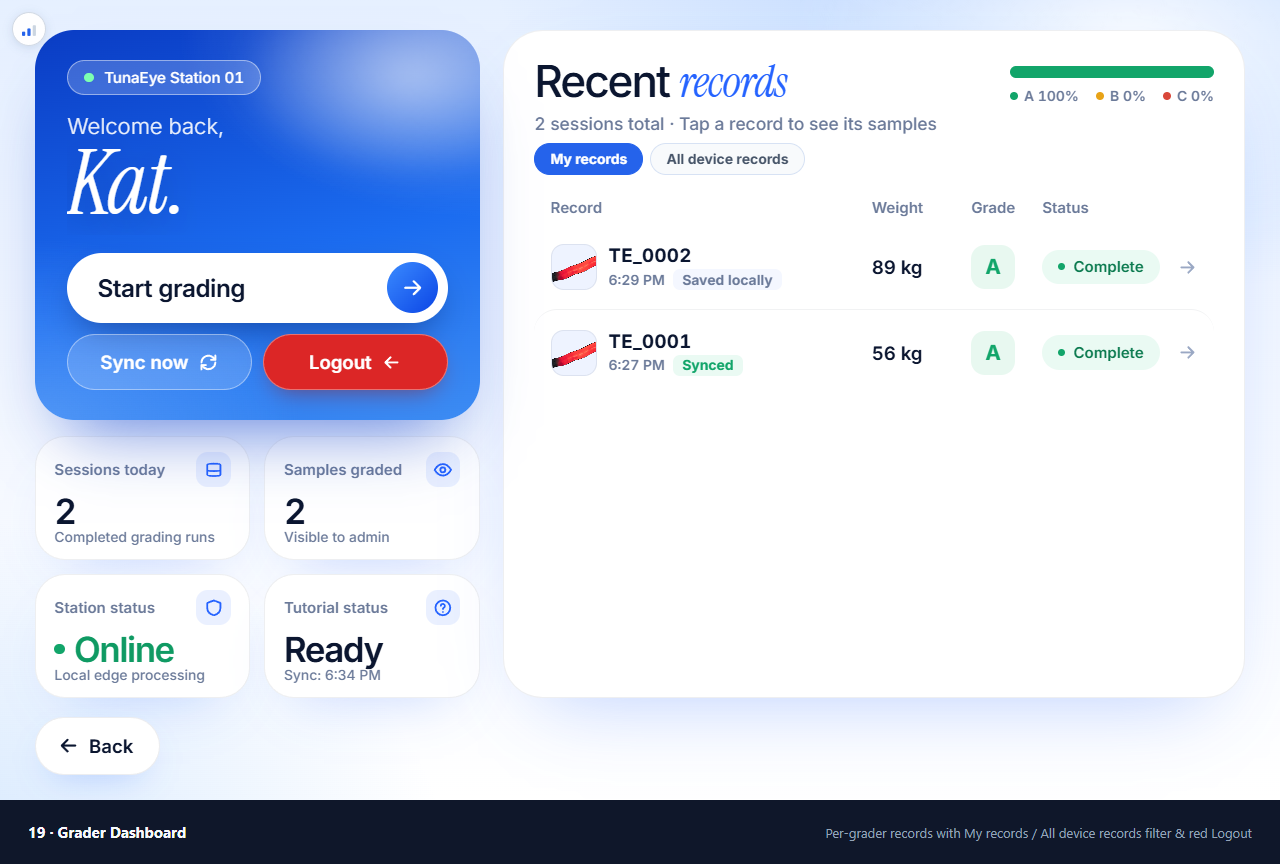 TunaEye Station 01
Welcome back,
Kat.
Start grading
Sync now
Logout
Sessions today
2
Completed grading runs
Samples graded
2
Visible to admin
Station status
Online
Local edge processing
Tutorial status
Ready
Sync: 6:34 PM
Back
Recent records
A 100% B 0% C 0%
2 sessions total · Tap a record to see its samples
My records All device records
Record Weight Grade Status
TE_0002
6:29 PM Saved locally
89 kg A Complete
TE_0001
6:27 PM Synced
56 kg A Complete
19 · Grader Dashboard
Per-grader records with My records / All device records filter & red Logout